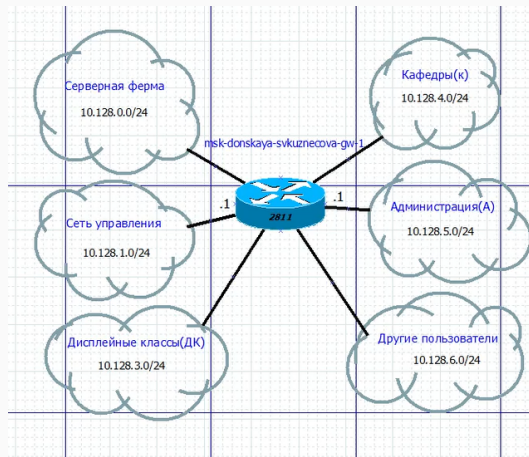 Серверная ферма
10.128.0.0/24
Кафедры(к)
10.128.4.0/24
msk-donskaya-svkuznecova-gw-1
Сеть управления
10.128.1.0/24
.1
2811
.1
Администрация(А)
10.128.5.0/24
Дисплейные классы(ДК)
10.128.3.0/24
Другие пользователи
10.128.6.0/24